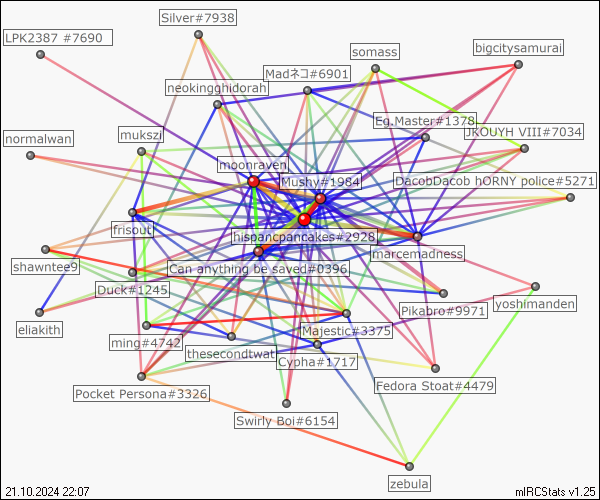 Silver#7938
LPK2387 #7690
bigcitysamurai
somass
Madネコ#6901
neokingghidorah
Eg.Master#1378
JKOUYH VIII#7034
normalwan
mukszi
moonraven
Mushy#1984
DacobDacob hORNY police#5271
frisout
hispancpancakes#2928
marcemadness
shawntee9
Can anything be saved#0396
Duck#1245
Pikabro#9971
yoshimanden
eliakith
Majestic#3375
ming#4742
thesecondtwat
Cypha#1717
Fedora Stoat#4479
Pocket Persona#3326
Swirly Boi#6154
zebula
21.10.2024 22:07
mIRCStats v1.25